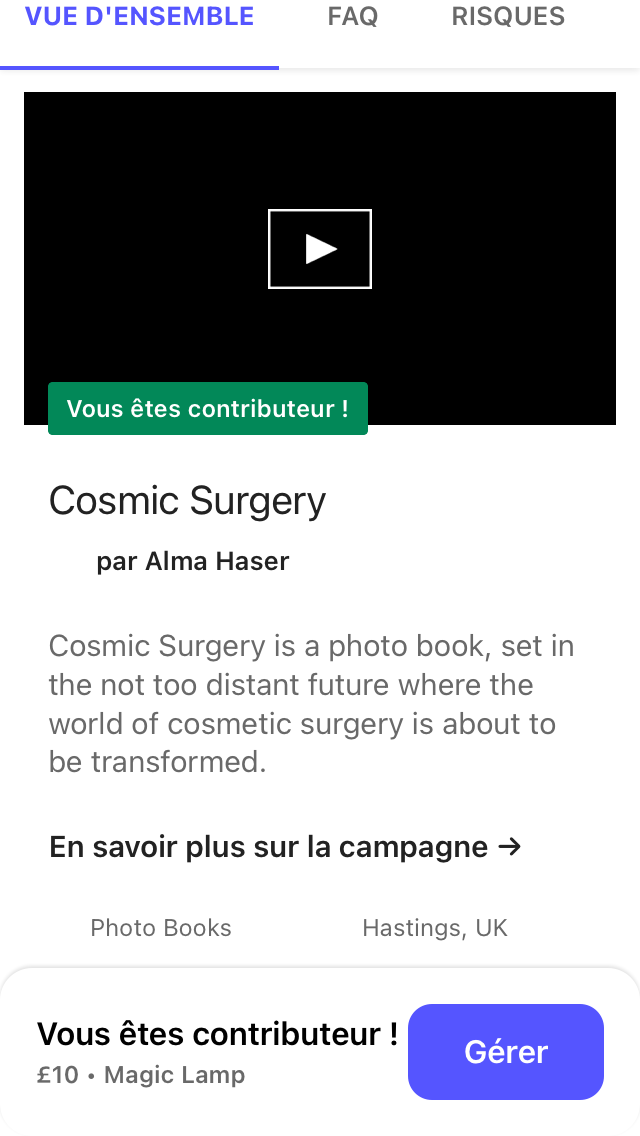 VUE D'ENSEMBLE FAQ RISQUES
Vous êtes contributeur !
Cosmic Surgery
par Alma Haser
Cosmic Surgery is a photo book, set in
the not too distant future where the
world of cosmetic surgery is about to
be transformed.
En savoir plus sur la campagne →
Photo Books Hastings, UK
Vous êtes contributeur !
£10 • Magic Lamp
Gérer